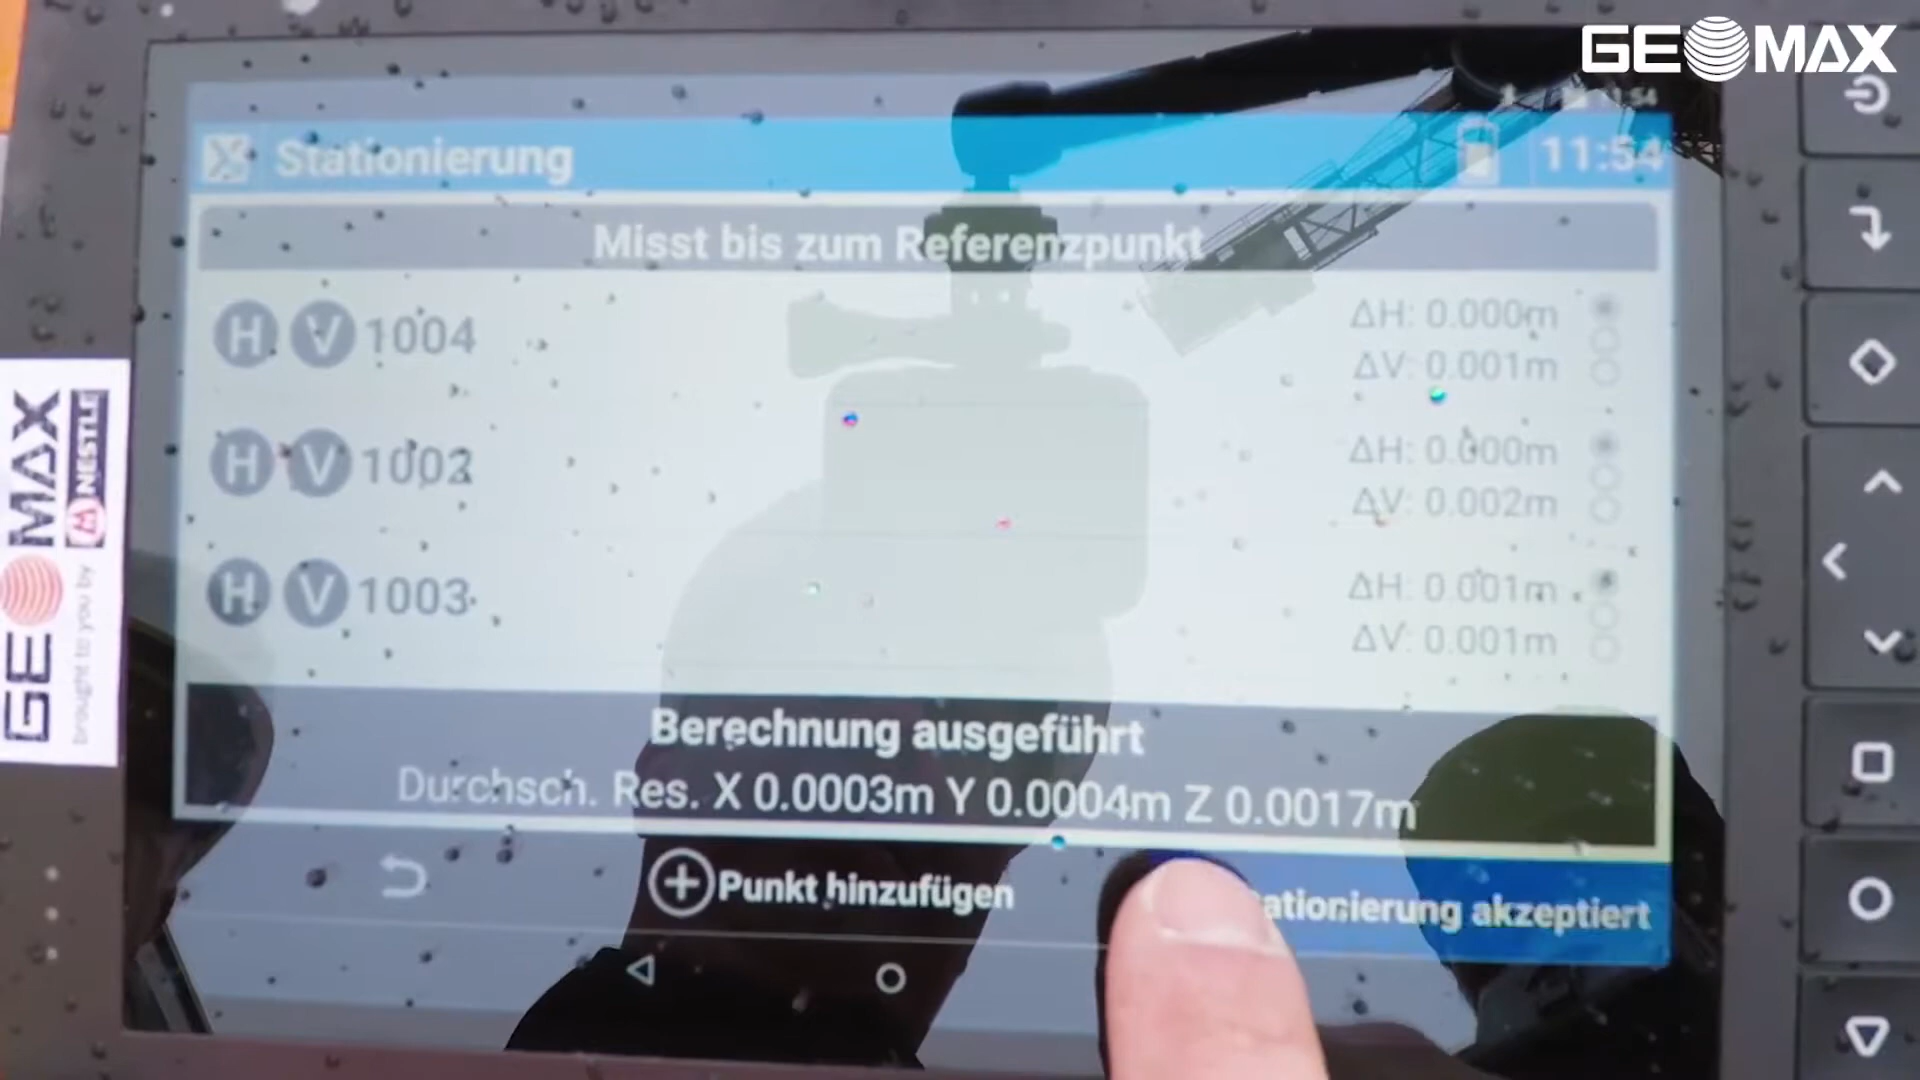 GEOMAX
11:54
Stationierung
11:54
Misst bis zum Referenzpunkt
H V 1004
ΔH: 0.000m
ΔV: 0.001m
H V 1002
ΔH: 0.000m
ΔV: 0.002m
H V 1003
ΔH: 0.001m
ΔV: 0.001m
Berechnung ausgeführt
Durchsch. Res. X 0.0003m Y 0.0004m Z 0.0017m
Punkt hinzufügen
ationierung akzeptiert
GEOMAX
brought to you by NESTLE